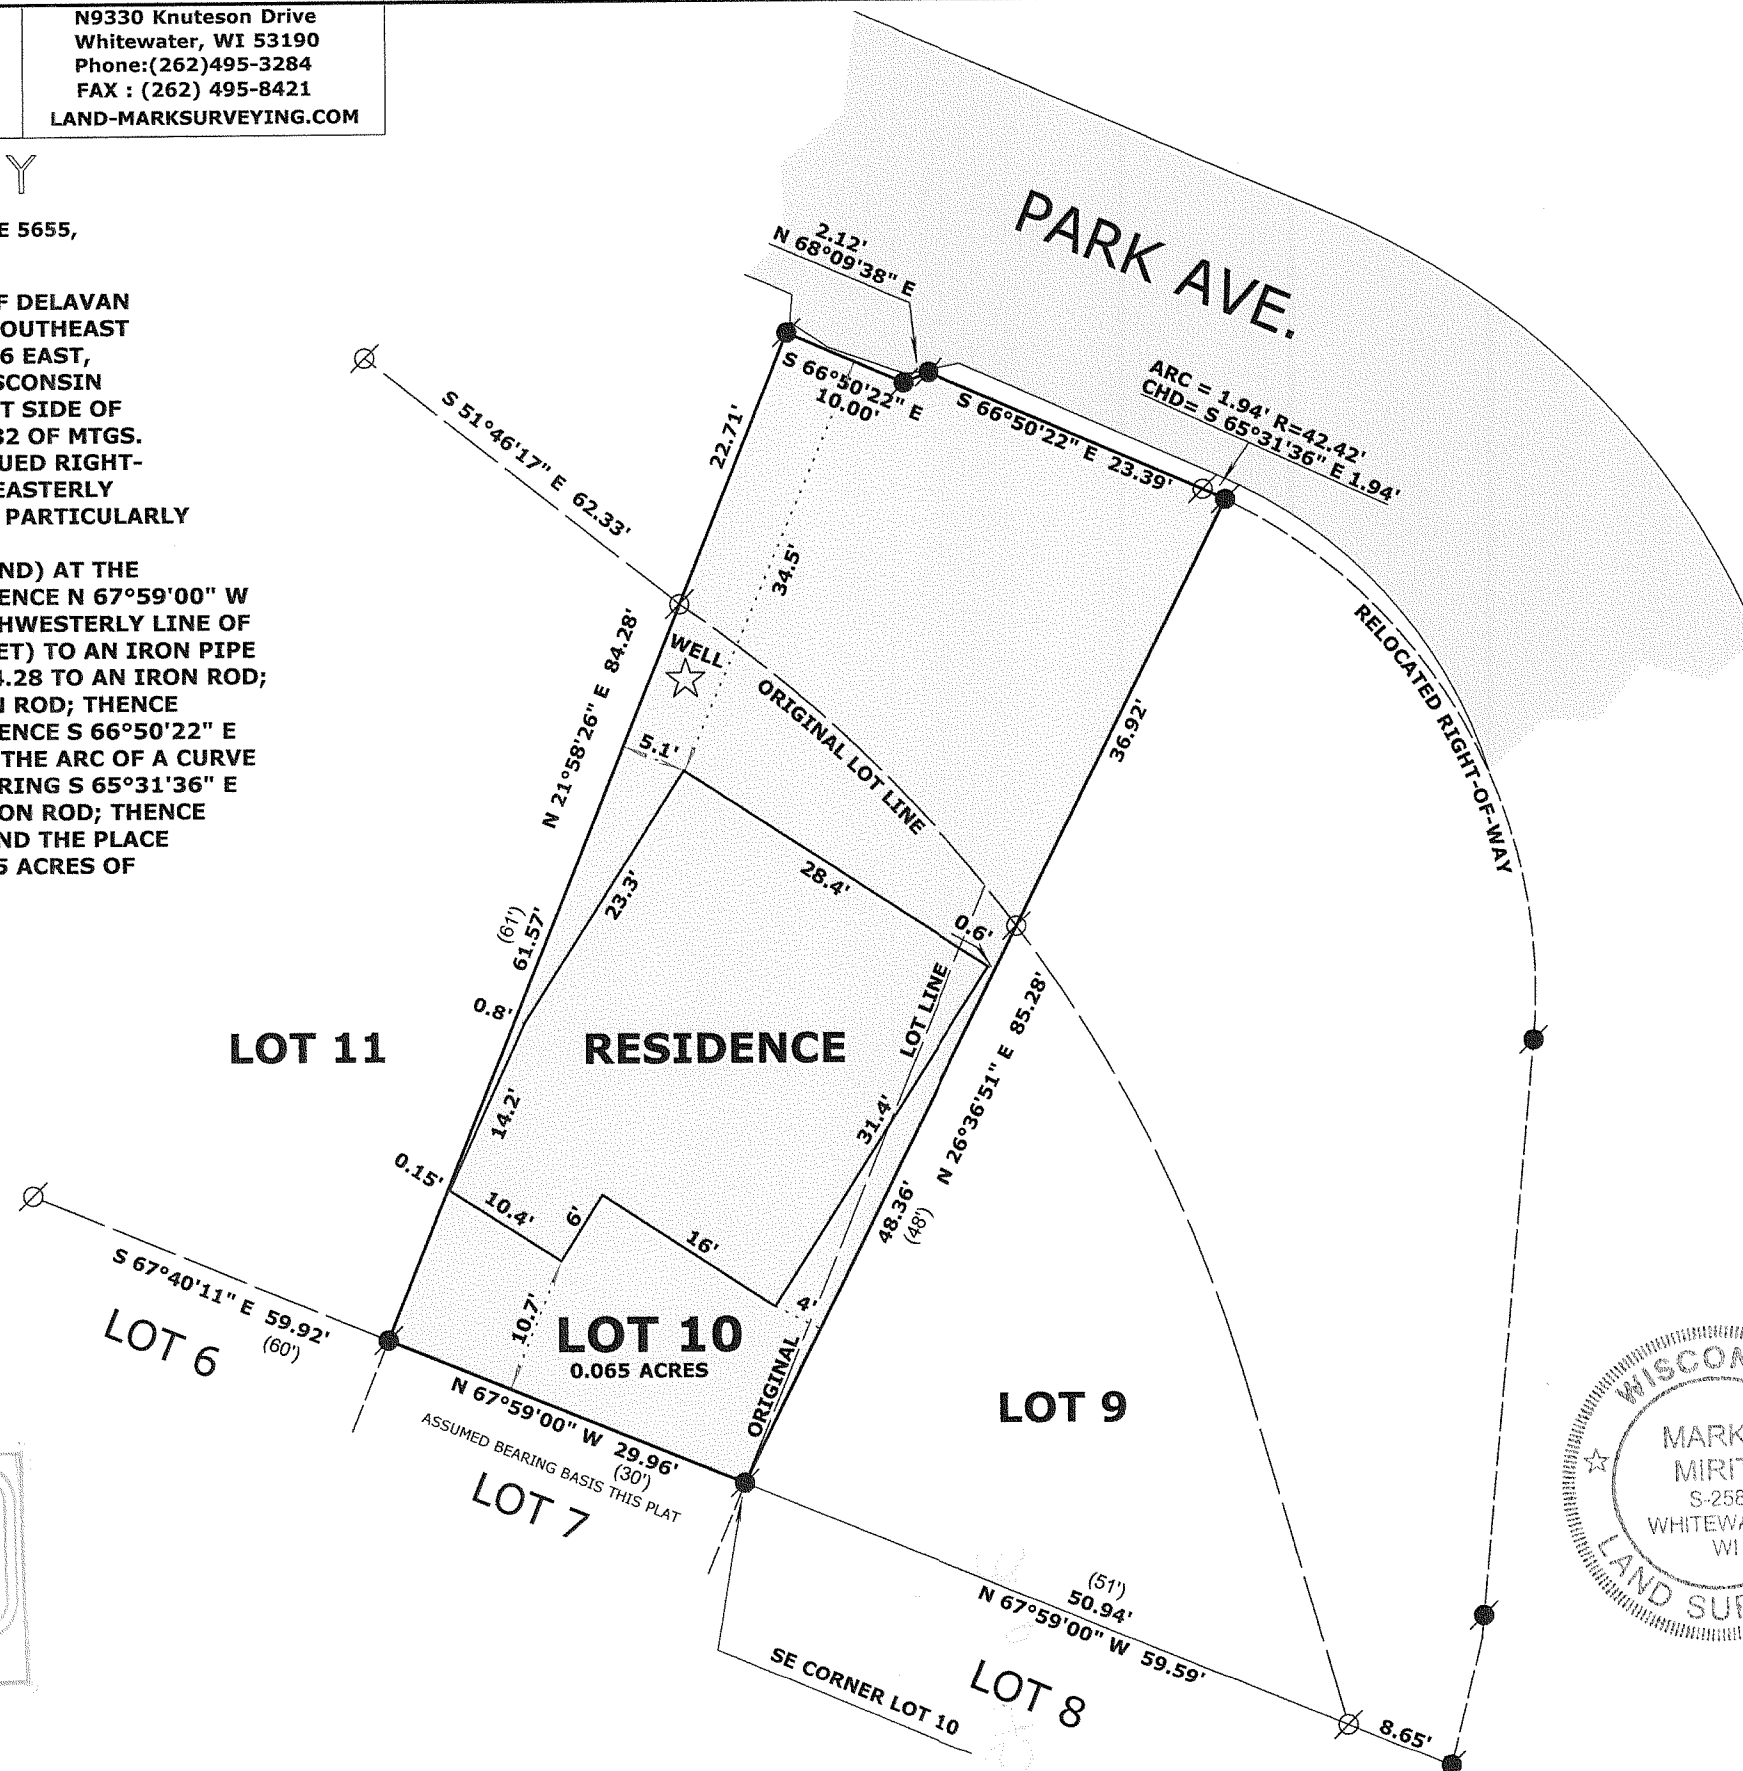 N9330 Knuteson Drive
Whitewater, WI 53190
Phone:(262)495-3284
FAX : (262) 495-8421
LAND-MARKSURVEYING.COM
Y
E 5655,
F DELAVAN
OUTHEAST
6 EAST,
SCONSIN
T SIDE OF
32 OF MTGS.
UED RIGHT-
EASTERLY
PARTICULARLY
ND) AT THE
ENCE N 67°59'00" W
HWESTERLY LINE OF
ET) TO AN IRON PIPE
4.28 TO AN IRON ROD;
N ROD; THENCE
ENCE S 66°50'22" E
THE ARC OF A CURVE
RING S 65°31'36" E
ON ROD; THENCE
ND THE PLACE
5 ACRES OF
PARK AVE.
2.12'
N 68°09'38" E
S 66°50'22" E
10.00'
S 66°50'22" E 23.39'
ARC = 1.94' R=42.42'
CHD= S 65°31'36" E 1.94'
S 51°46'17" E 62.33'
22.71'
34.5'
WELL
ORIGINAL LOT LINE
RELOCATED RIGHT-OF-WAY
N 21°58'26" E 84.28'
5.1'
36.92'
28.4'
23.3'
0.6'
(61')
61.57'
0.8'
LOT 11
RESIDENCE
ORIGINAL LOT LINE
N 26°36'51" E 85.28'
14.2'
31.4'
0.15'
10.4'
6'
16'
48.36'
(48')
4'
10.7'
LOT 10
0.065 ACRES
S 67°40'11" E 59.92'
(60')
LOT 6
N 67°59'00" W 29.96'
(30')
ASSUMED BEARING BASIS THIS PLAT
LOT 7
LOT 9
(51')
50.94'
N 67°59'00" W 59.59'
SE CORNER LOT 10
LOT 8
8.65'
WISCON
MARK
MIRIT
S-258
WHITEWA
WI
LAND SUR